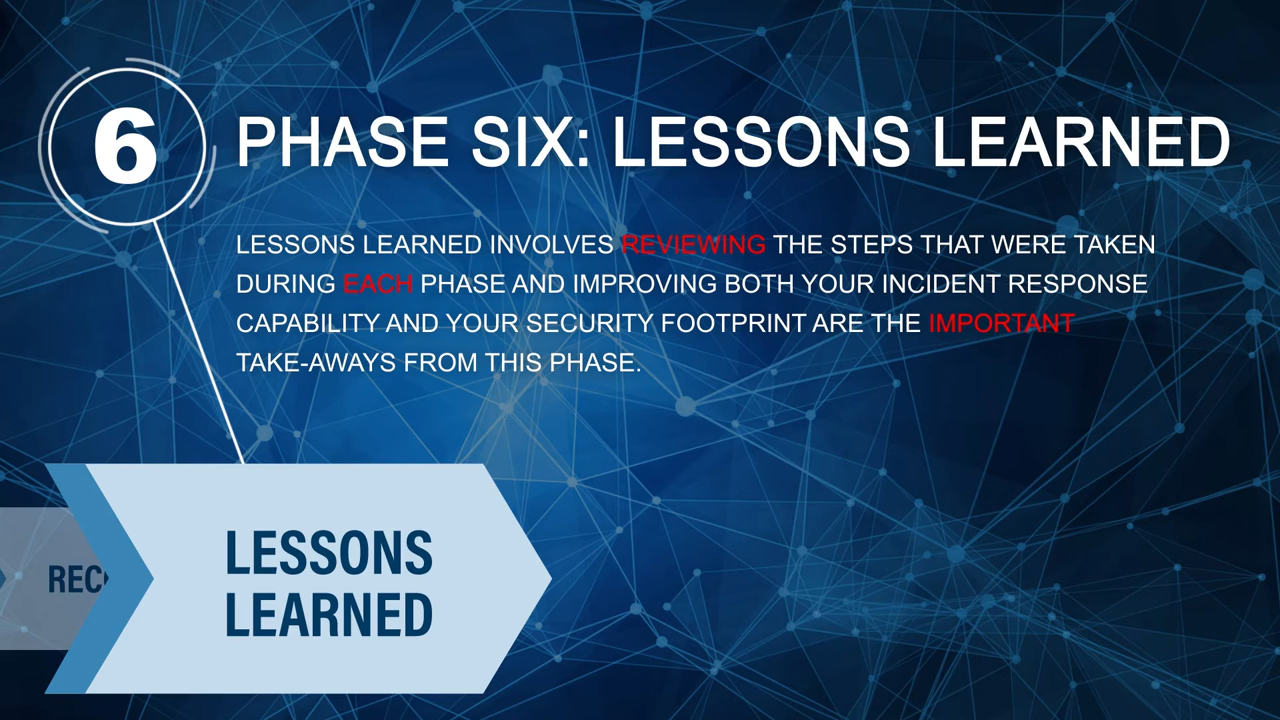 6
PHASE SIX: LESSONS LEARNED
LESSONS LEARNED INVOLVES REVIEWING THE STEPS THAT WERE TAKEN
DURING EACH PHASE AND IMPROVING BOTH YOUR INCIDENT RESPONSE
CAPABILITY AND YOUR SECURITY FOOTPRINT ARE THE IMPORTANT
TAKE-AWAYS FROM THIS PHASE.
LESSONS
LEARNED